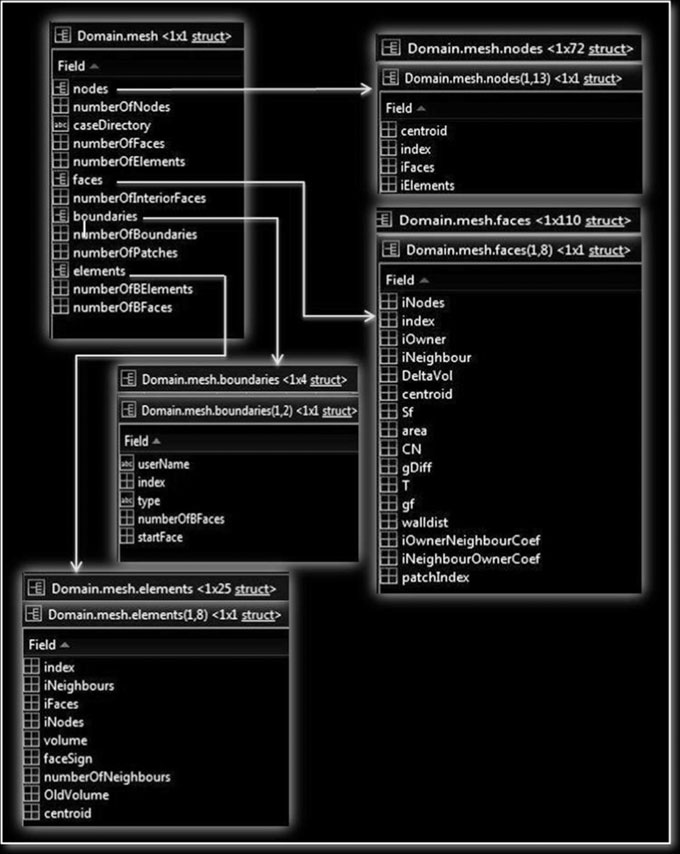 Domain.mesh <1x1 struct>
Field
nodes
numberOfNodes
abc caseDirectory
numberOfFaces
numberOfElements
faces
numberOfInteriorFaces
boundaries
numberOfBoundaries
numberOfPatches
elements
numberOfBElements
numberOfBFaces
Domain.mesh.nodes <1x72 struct>
Domain.mesh.nodes(1,13) <1x1 struct>
Field
centroid
index
iFaces
iElements
Domain.mesh.faces <1x110 struct>
Domain.mesh.faces(1,8) <1x1 struct>
Field
iNodes
index
iOwner
iNeighbour
DeltaVol
centroid
Sf
area
CN
gDiff
T
gf
walldist
iOwnerNeighbourCoef
iNeighbourOwnerCoef
patchIndex
Domain.mesh.boundaries <1x4 struct>
Domain.mesh.boundaries(1,2) <1x1 struct>
Field
abc userName
index
abc type
numberOfBFaces
startFace
Domain.mesh.elements <1x25 struct>
Domain.mesh.elements(1,8) <1x1 struct>
Field
index
iNeighbours
iFaces
iNodes
volume
faceSign
numberOfNeighbours
OldVolume
centroid